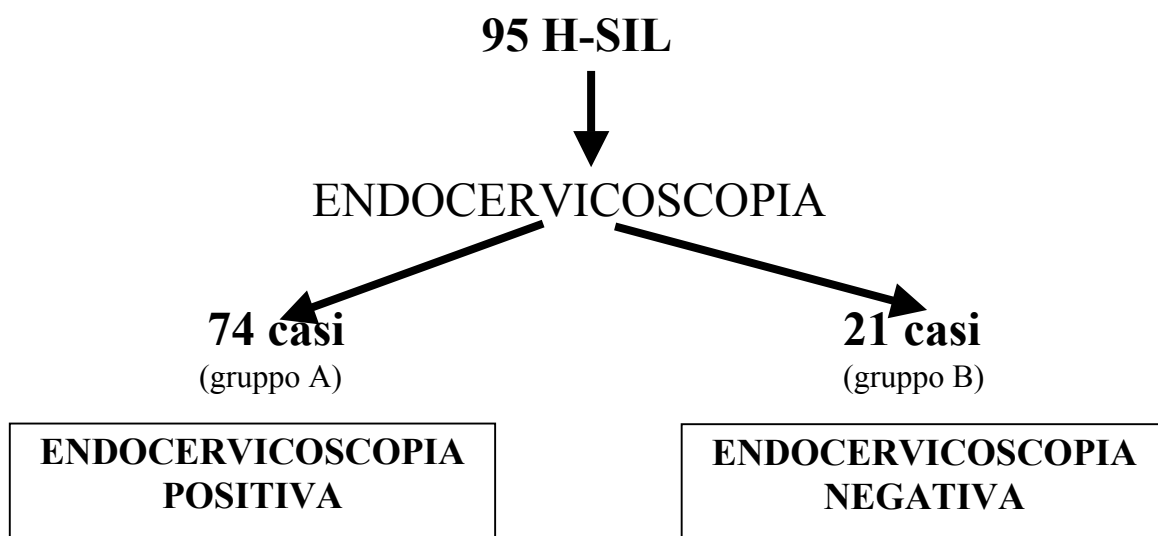 95 H-SIL
ENDOCERVICOSCOPIA
74 casi
(gruppo A)
21 casi
(gruppo B)
ENDOCERVICOSCOPIA
POSITIVA
ENDOCERVICOSCOPIA
NEGATIVA